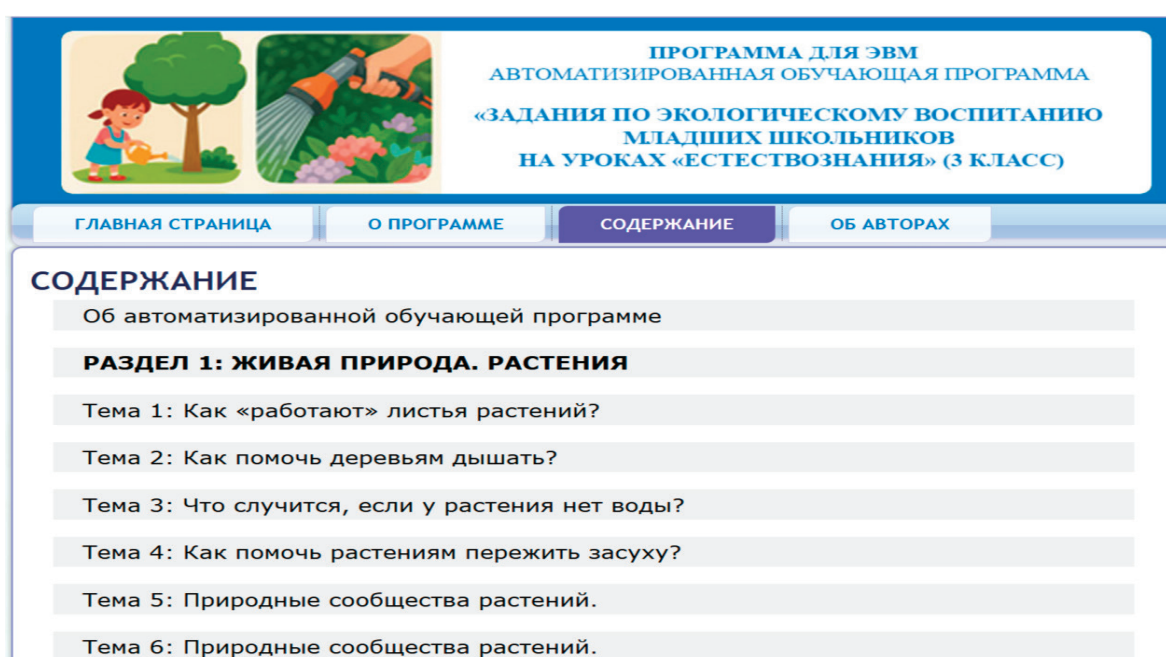 ПРОГРАММА ДЛЯ ЭВМ
АВТОМАТИЗИРОВАННАЯ ОБУЧАЮЩАЯ ПРОГРАММА
«ЗАДАНИЯ ПО ЭКОЛОГИЧЕСКОМУ ВОСПИТАНИЮ
МЛАДШИХ ШКОЛЬНИКОВ
НА УРОКАХ «ЕСТЕСТВОЗНАНИЯ» (3 КЛАСС)
ГЛАВНАЯ СТРАНИЦА
О ПРОГРАММЕ
СОДЕРЖАНИЕ
ОБ АВТОРАХ
СОДЕРЖАНИЕ
Об автоматизированной обучающей программе
РАЗДЕЛ 1: ЖИВАЯ ПРИРОДА. РАСТЕНИЯ
Тема 1: Как «работают» листья растений?
Тема 2: Как помочь деревьям дышать?
Тема 3: Что случится, если у растения нет воды?
Тема 4: Как помочь растениям пережить засуху?
Тема 5: Природные сообщества растений.
Тема 6: Природные сообщества растений.